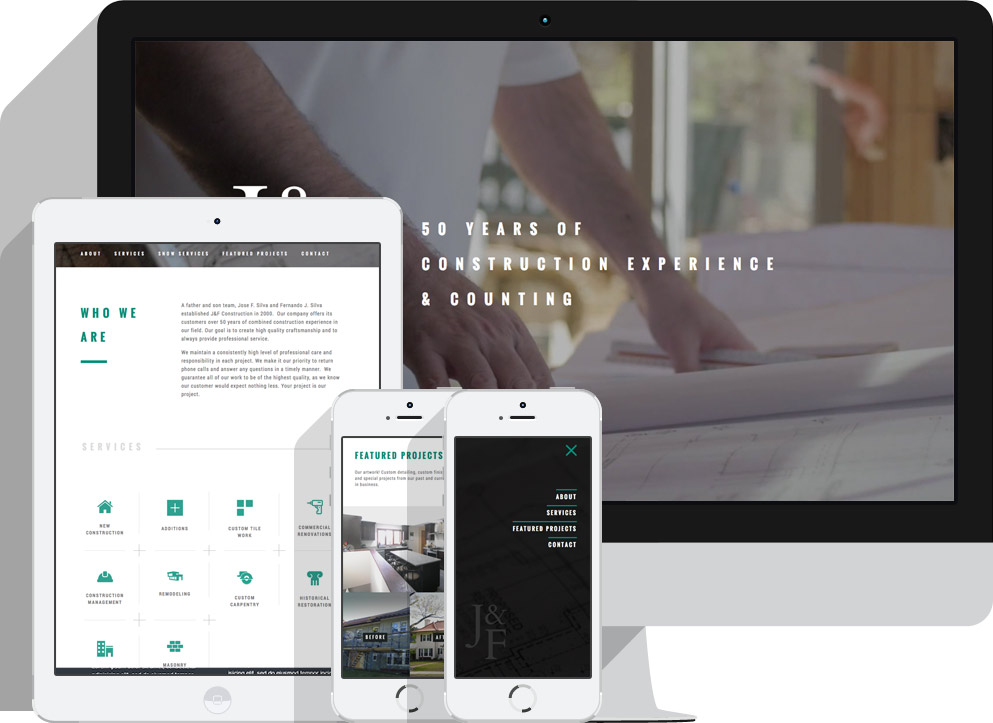 J&
50 YEARS OF
CONSTRUCTION EXPERIENCE
& COUNTING
ABOUT SERVICES SNOW SERVICES FEATURED PROJECTS CONTACT
WHO WE
ARE
A father and son team, Jose F. Silva and Fernando J. Silva
established J&F Construction in 2000. Our company offers its
customers over 50 years of combined construction experience in
our field. Our goal is to create high quality craftsmanship and to
always provide professional service.
We maintain a consistently high level of professional care and
responsibility in each project. We make it our priority to return
phone calls and answer any questions in a timely manner. We
guarantee all of our work to be of the highest quality, as we know
our customer would expect nothing less. Your project is our
project.
SERVICES
NEW
CONSTRUCTION
ADDITIONS
CUSTOM TILE
WORK
COMMERCIAL
RENOVATIONS
CONSTRUCTION
MANAGEMENT
REMODELING
CUSTOM
CARPENTRY
HISTORICAL
RESTORATION
MASONRY
FEATURED PROJECTS
Our artwork! Custom detailing, custom
and special projects from our past and
in business.
BEFORE
ABOUT
SERVICES
FEATURED PROJECTS
CONTACT
J&
F